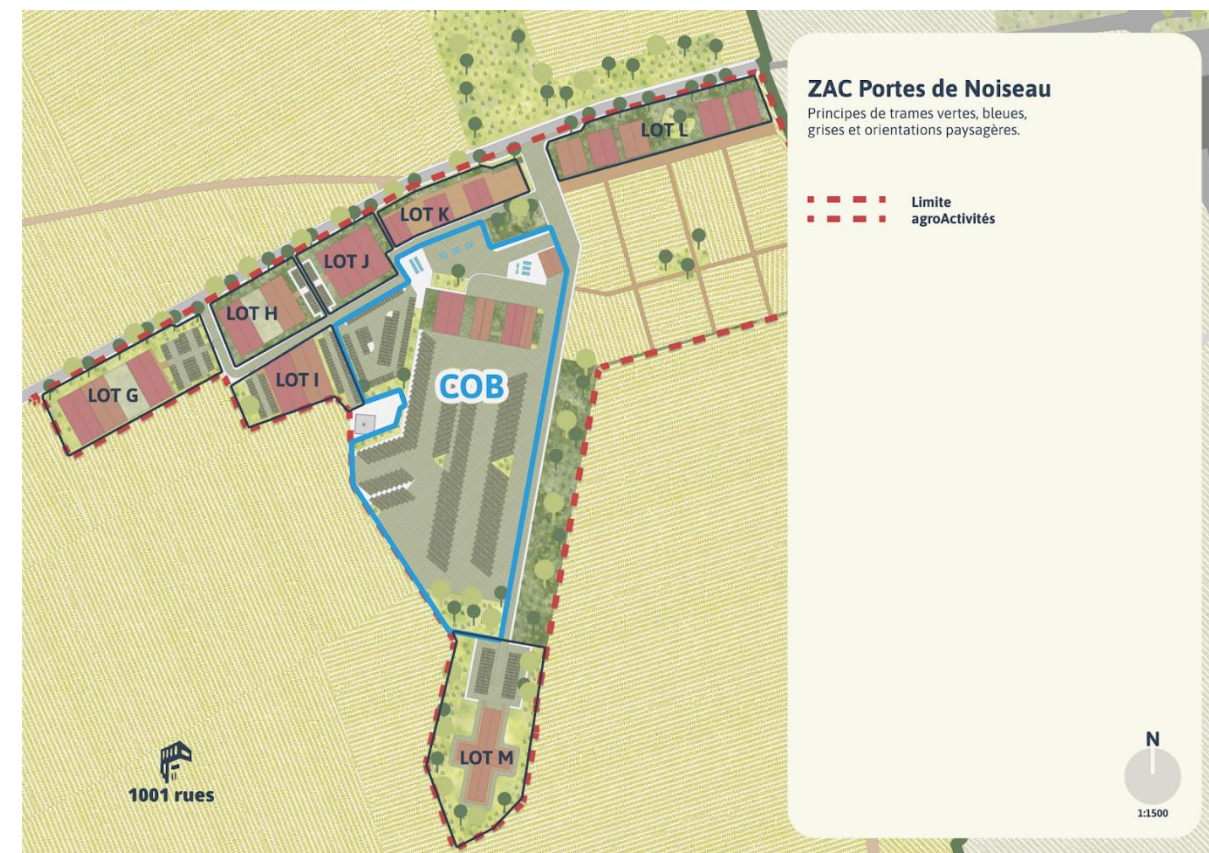 ZAC Portes de Noiseau
Principes de trames vertes, bleues,
grises et orientations paysagères.
Limite
agroActivités
LOT L
LOT K
LOT J
LOT H
LOT I
LOT G
COB
LOT M
1001 rues
N
1:1500